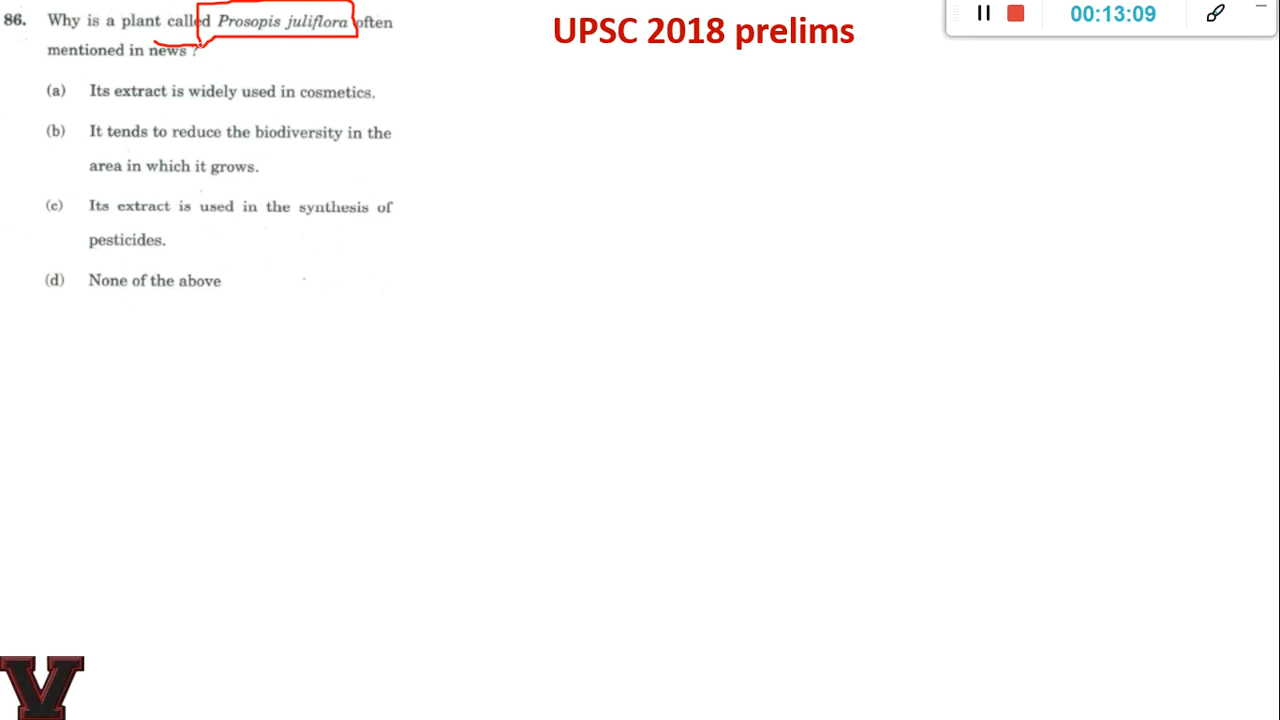 UPSC 2018 prelims
00:13:09
86. Why is a plant called Prosopis juliflora often
mentioned in news ?
(a) Its extract is widely used in cosmetics.
(b) It tends to reduce the biodiversity in the
area in which it grows.
(c) Its extract is used in the synthesis of
pesticides.
(d) None of the above
V